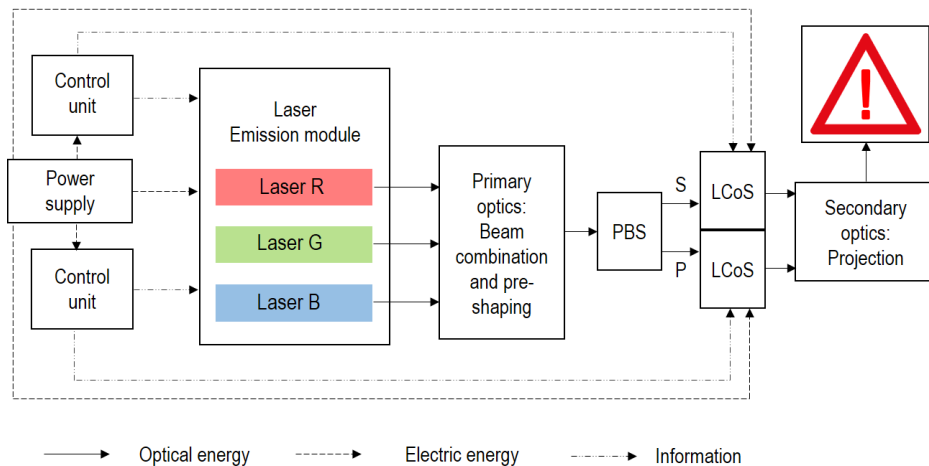 Control
unit
Power
supply
Control
unit
Laser
Emission module
Laser R
Laser G
Laser B
Primary
optics:
Beam
combination
and pre-
shaping
PBS
S
P
LCoS
LCoS
!
Secondary
optics:
Projection
Optical energy
Electric energy
Information